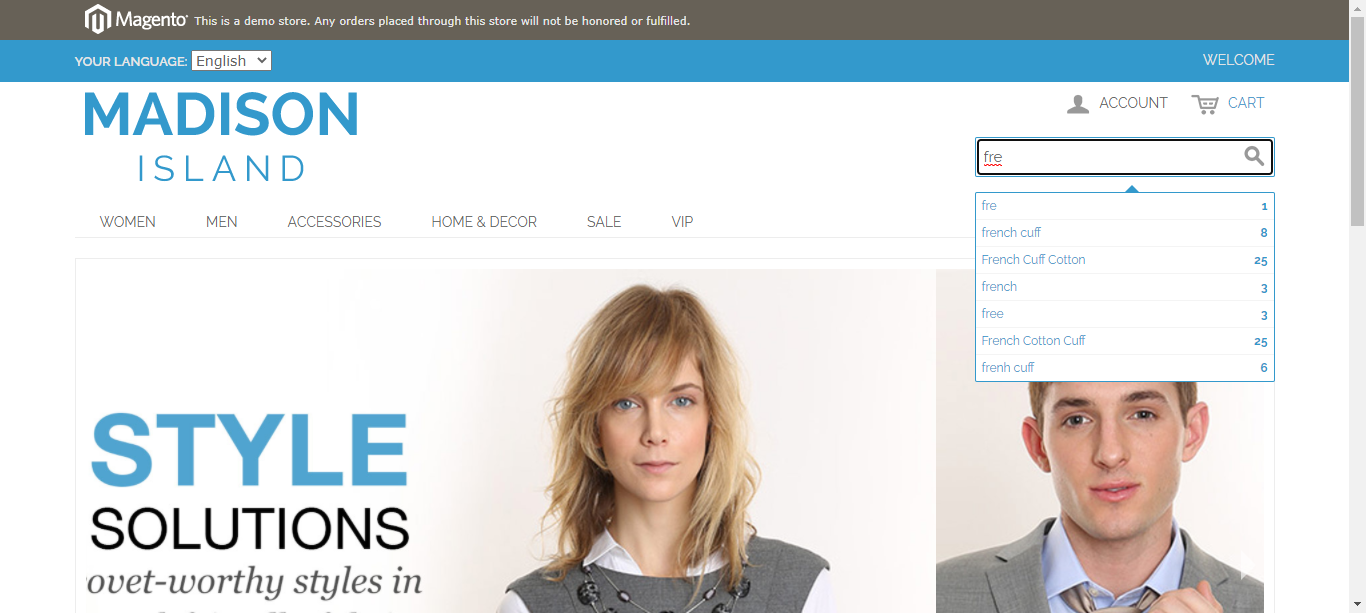 Magento This is a demo store. Any orders placed through this store will not be honored or fulfilled.
YOUR LANGUAGE: English WELCOME
MADISON
ISLAND
ACCOUNT CART
fre
WOMEN MEN ACCESSORIES HOME & DECOR SALE VIP
fre 1
french cuff 8
French Cuff Cotton 25
french 3
free 3
French Cotton Cuff 25
frenh cuff 6
STYLE
SOLUTIONS
ovet-worthy styles in